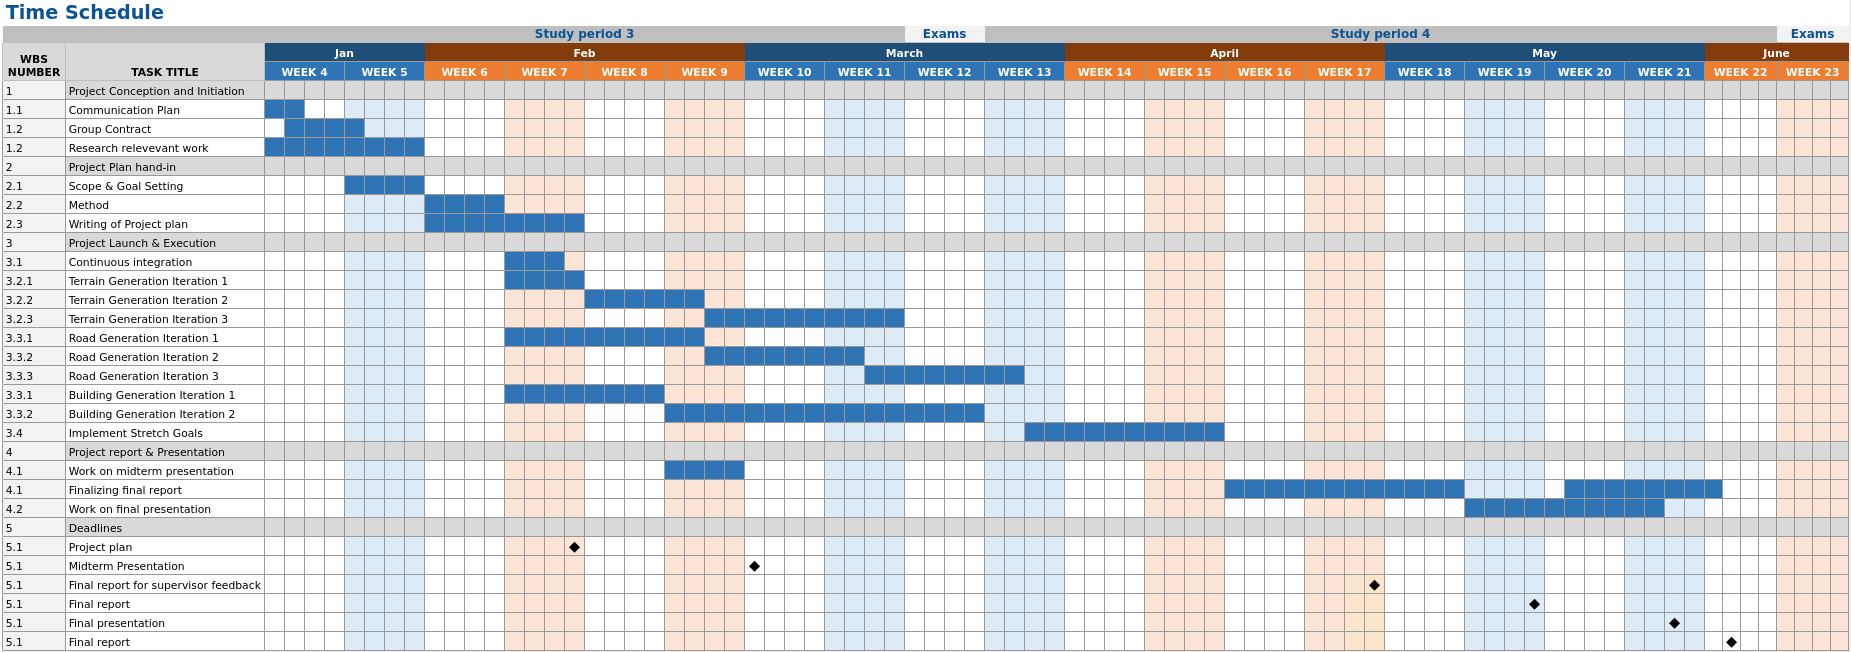 Time Schedule
Study period 3 Exams Study period 4 Exams
Jan Feb March April May June
WBS NUMBER TASK TITLE WEEK 4 WEEK 5 WEEK 6 WEEK 7 WEEK 8 WEEK 9 WEEK 10 WEEK 11 WEEK 12 WEEK 13 WEEK 14 WEEK 15 WEEK 16 WEEK 17 WEEK 18 WEEK 19 WEEK 20 WEEK 21 WEEK 22 WEEK 23
1 Project Conception and Initiation
1.1 Communication Plan
1.2 Group Contract
1.2 Research relevevant work
2 Project Plan hand-in
2.1 Scope & Goal Setting
2.2 Method
2.3 Writing of Project plan
3 Project Launch & Execution
3.1 Continuous integration
3.2.1 Terrain Generation Iteration 1
3.2.2 Terrain Generation Iteration 2
3.2.3 Terrain Generation Iteration 3
3.3.1 Road Generation Iteration 1
3.3.2 Road Generation Iteration 2
3.3.3 Road Generation Iteration 3
3.3.1 Building Generation Iteration 1
3.3.2 Building Generation Iteration 2
3.4 Implement Stretch Goals
4 Project report & Presentation
4.1 Work on midterm presentation
4.1 Finalizing final report
4.2 Work on final presentation
5 Deadlines
5.1 Project plan
5.1 Midterm Presentation
5.1 Final report for supervisor feedback
5.1 Final report
5.1 Final presentation
5.1 Final report